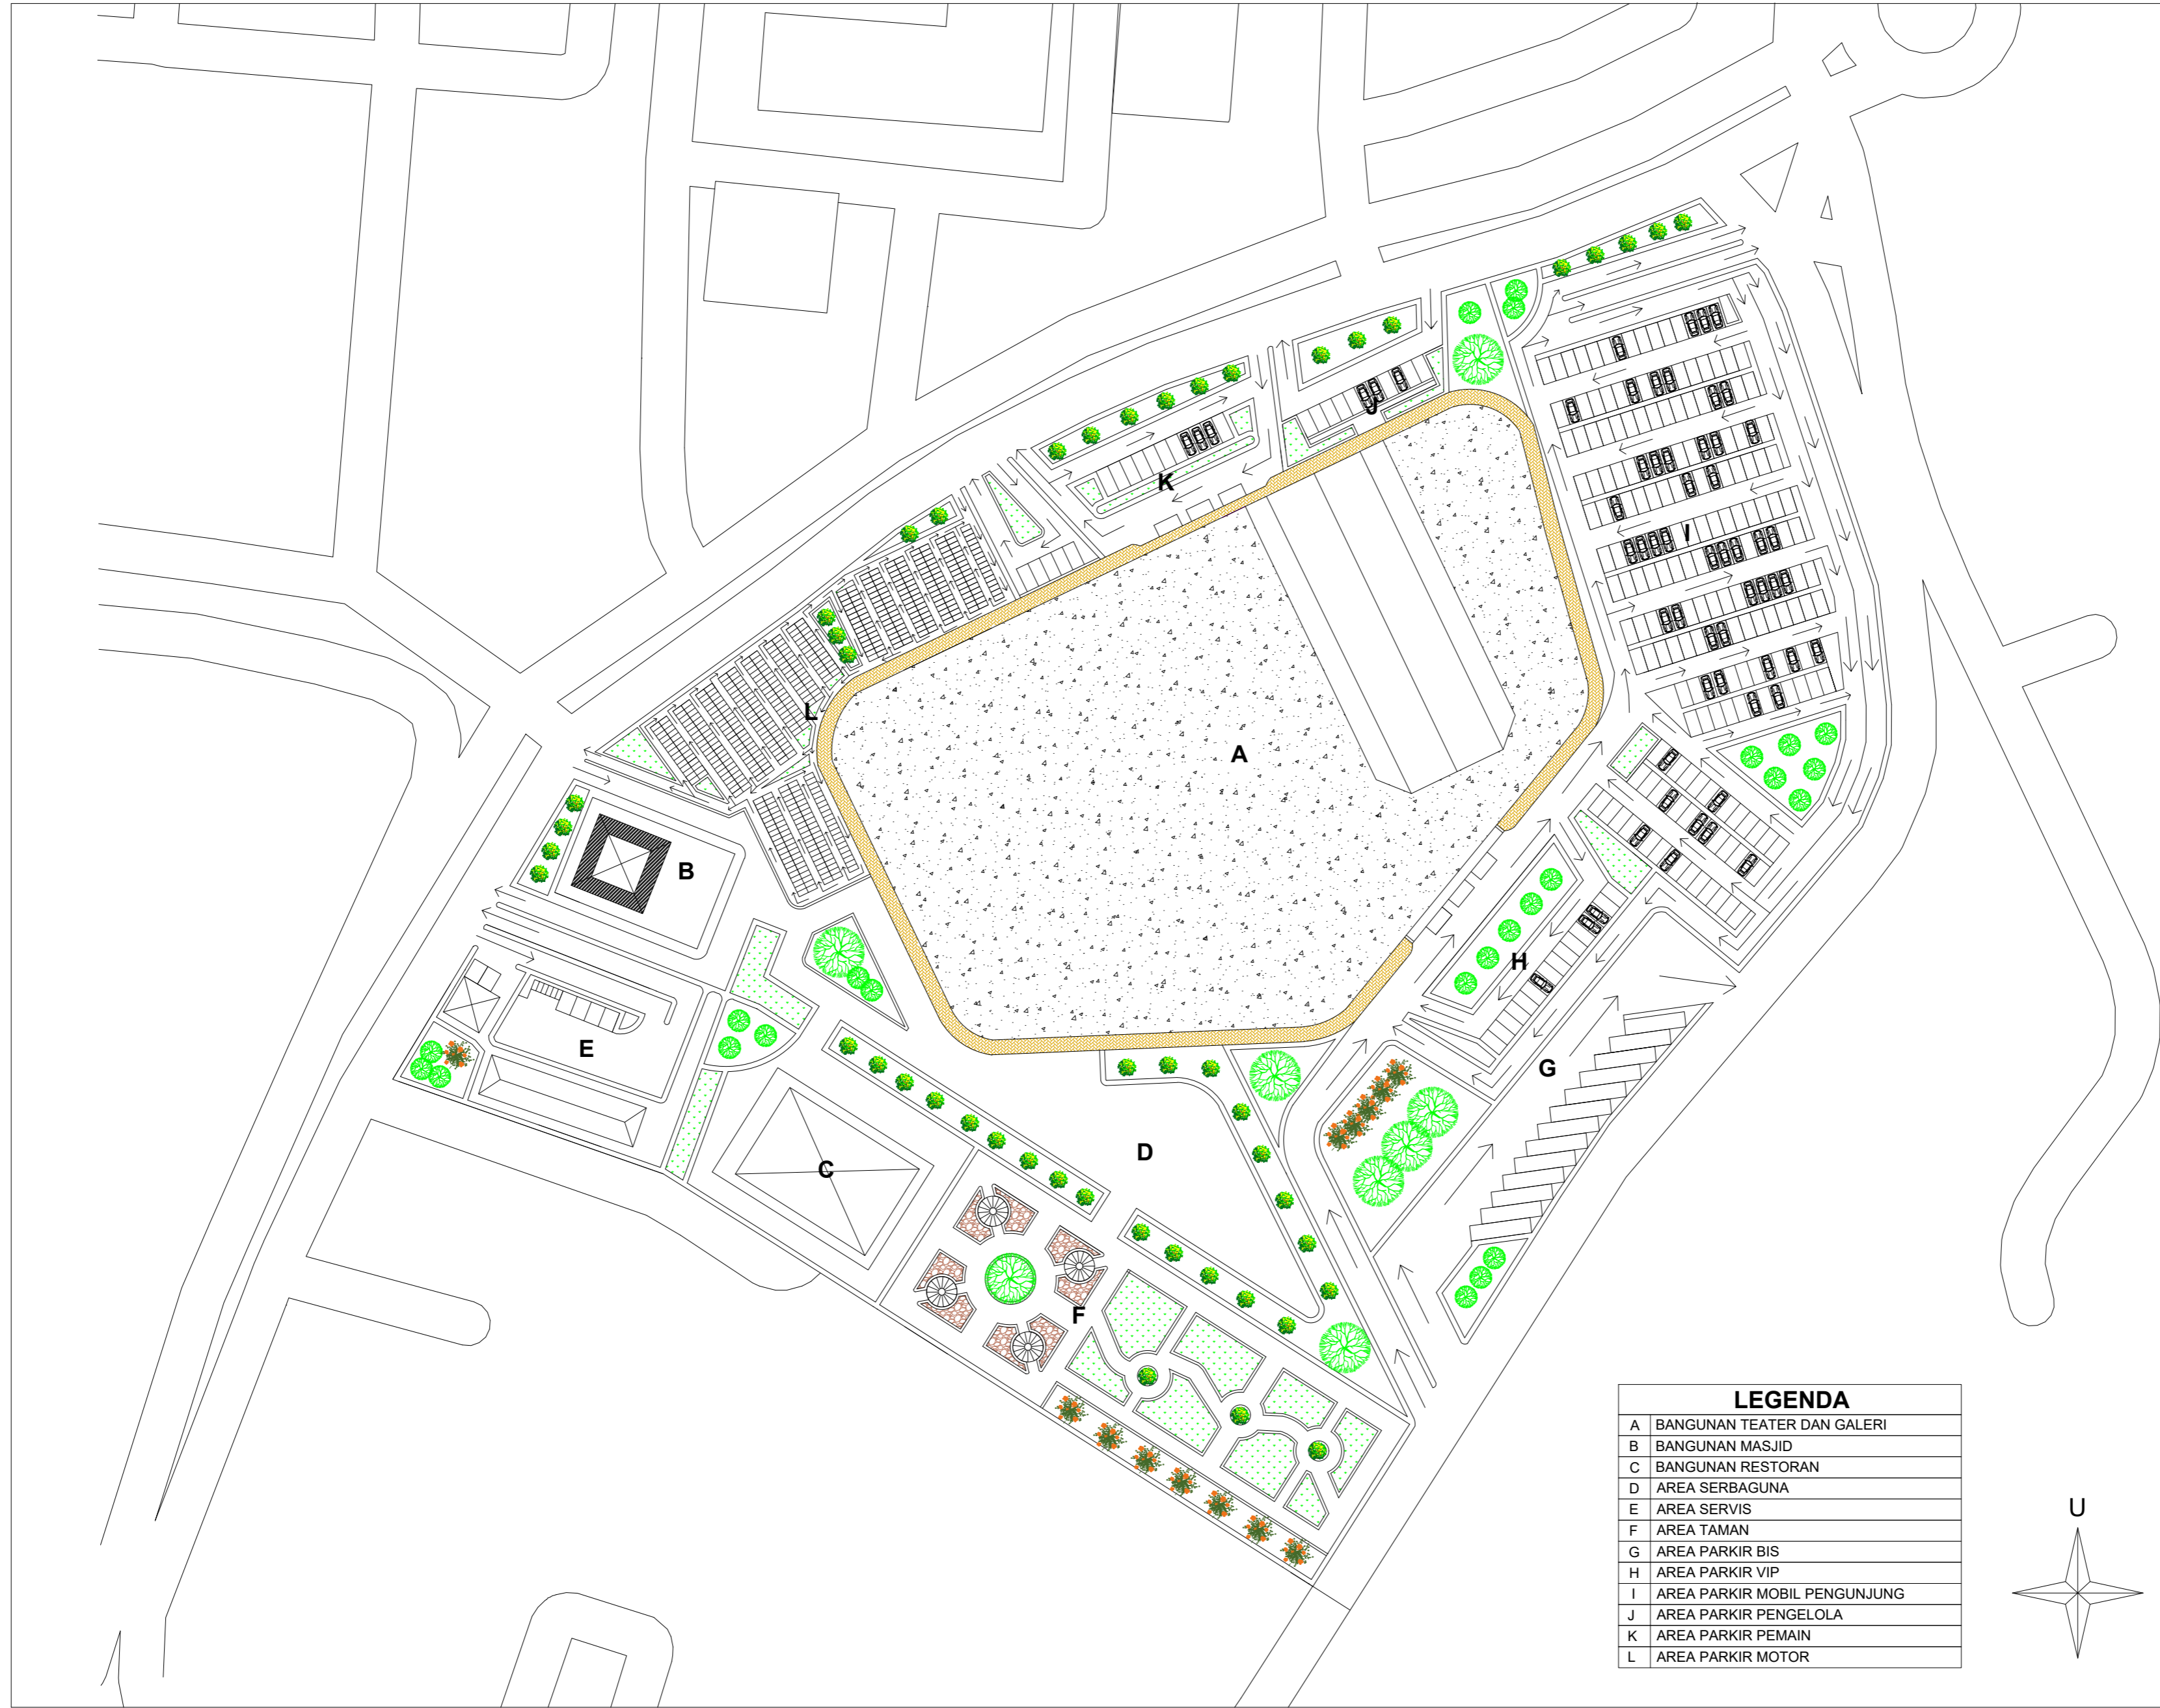 J
K
I
L
A
B
H
E
G
D
C
F
LEGENDA
A BANGUNAN TEATER DAN GALERI
B BANGUNAN MASJID
C BANGUNAN RESTORAN
D AREA SERBAGUNA
E AREA SERVIS
F AREA TAMAN
G AREA PARKIR BIS
H AREA PARKIR VIP
I AREA PARKIR MOBIL PENGUNJUNG
J AREA PARKIR PENGELOLA
K AREA PARKIR PEMAIN
L AREA PARKIR MOTOR
U